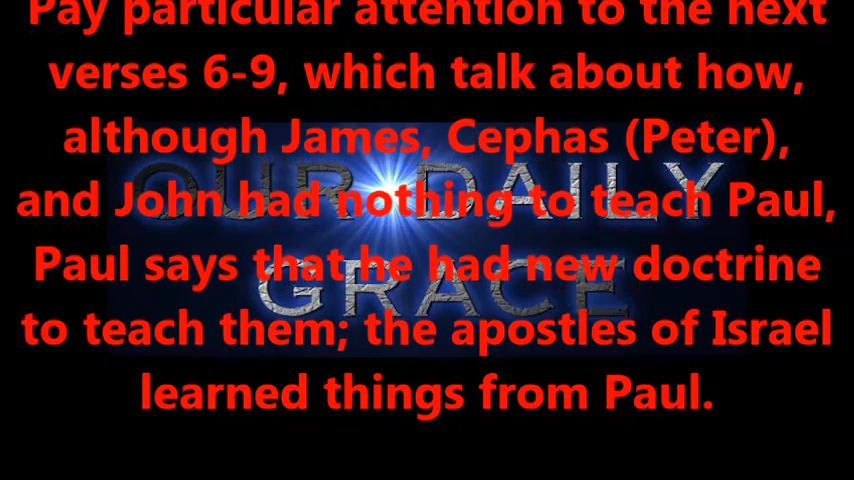 Pay particular attention to the next
verses 6-9, which talk about how,
although James, Cephas (Peter),
and John had nothing to teach Paul,
Paul says that he had new doctrine
to teach them; the apostles of Israel
learned things from Paul.
OUR DAILY
GRACE